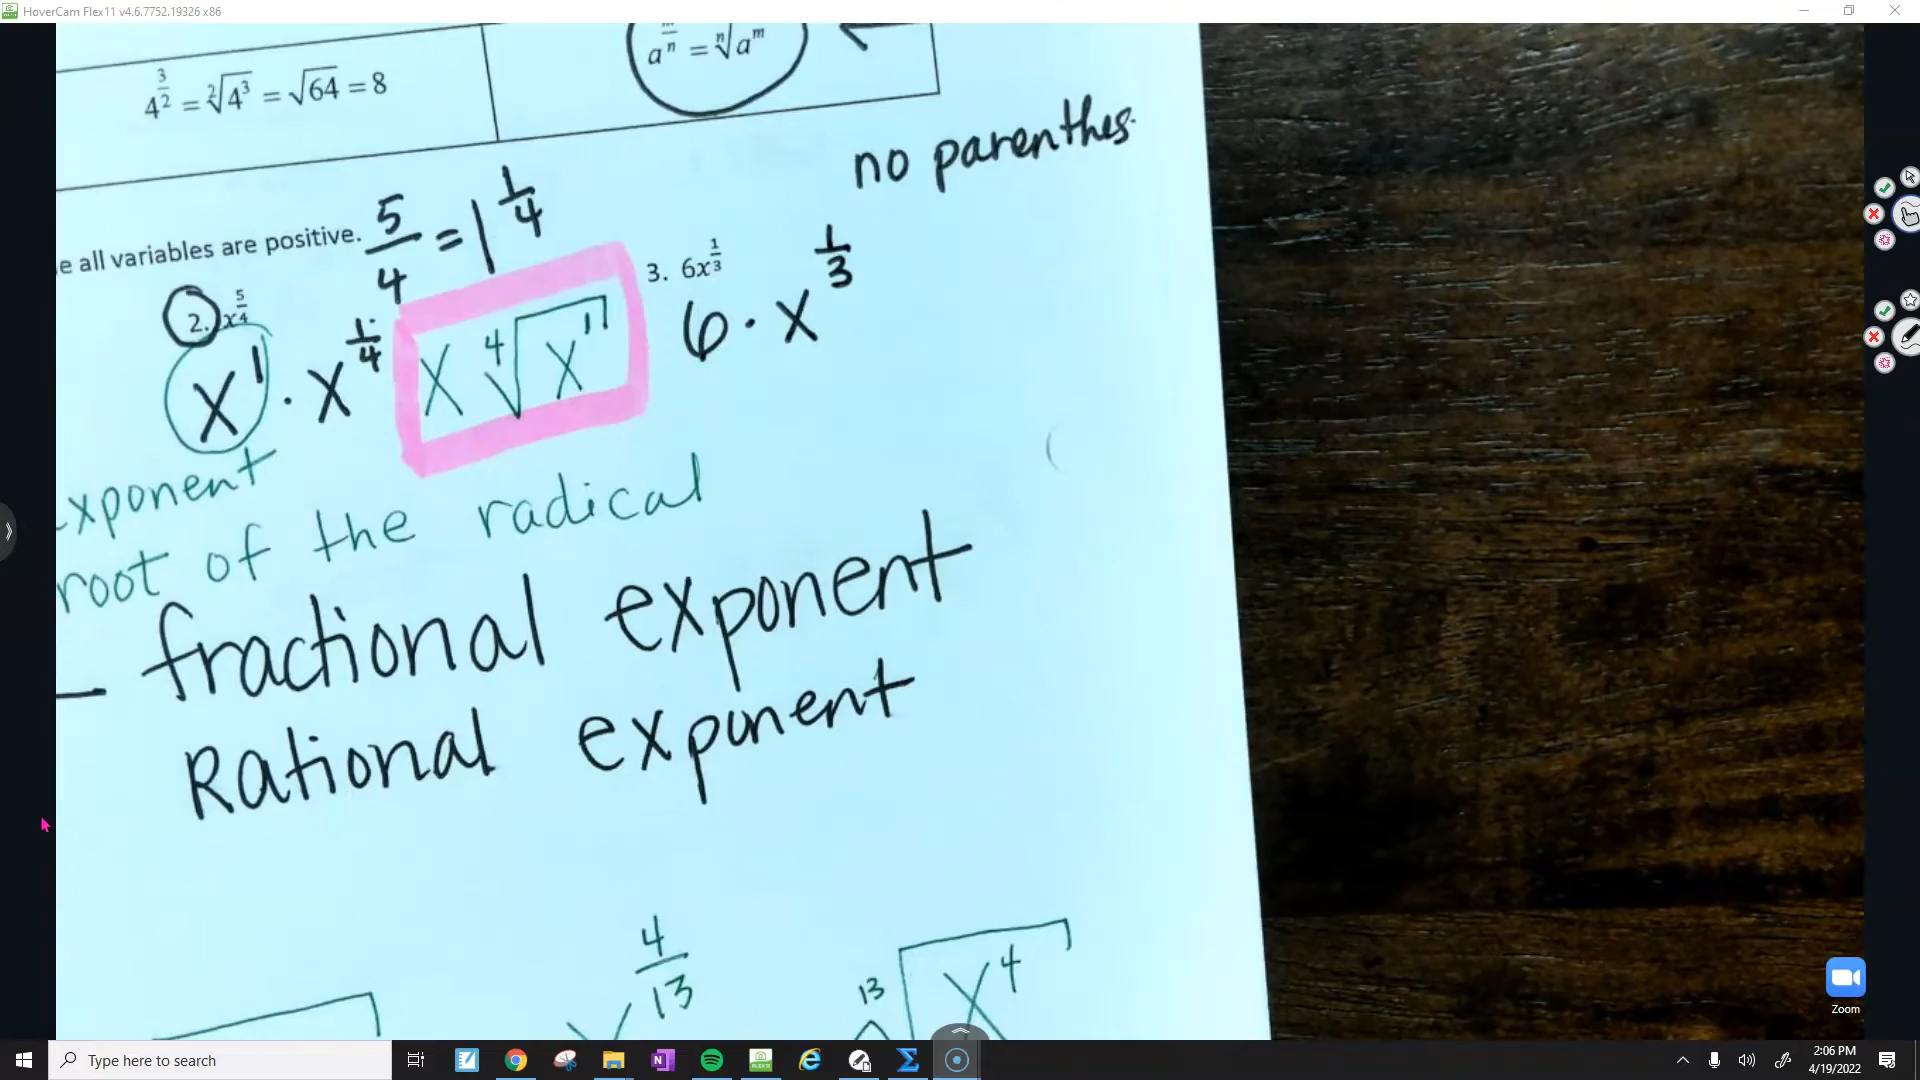 HoverCam Flex11 v4.6.7752.19326 x86
a^(m/n) = ⁿ√a^m
4^(3/2) = ²√4³ = √64 = 8
no parenthes.
e all variables are positive. 5/4 = 1 1/4
2. x^(5/4)
3. 6x^(1/3)
x¹ · x^(1/4) x ⁴√x¹
6 · x^(1/3)
xponent
root of the radical
fractional exponent
Rational exponent
4/13
13 √x⁴
Zoom
Type here to search
2:06 PM
4/19/2022